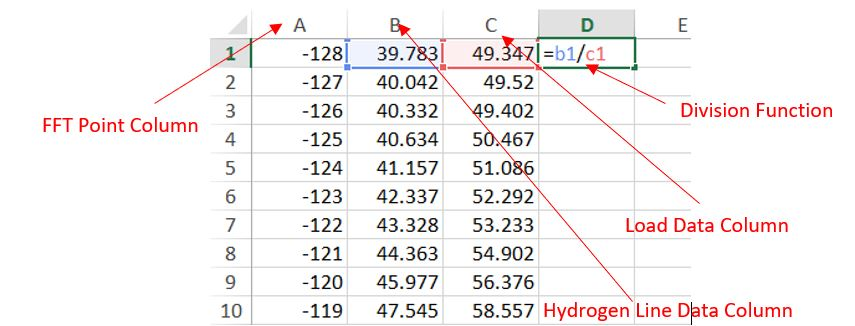 A B C D E
1 -128 39.783 49.347 =b1/c1
2 -127 40.042 49.52
3 -126 40.332 49.402
4 -125 40.634 50.467
5 -124 41.157 51.086
6 -123 42.337 52.292
7 -122 43.328 53.233
8 -121 44.363 54.902
9 -120 45.977 56.376
10 -119 47.545 58.557
FFT Point Column
Division Function
Load Data Column
Hydrogen Line Data Column